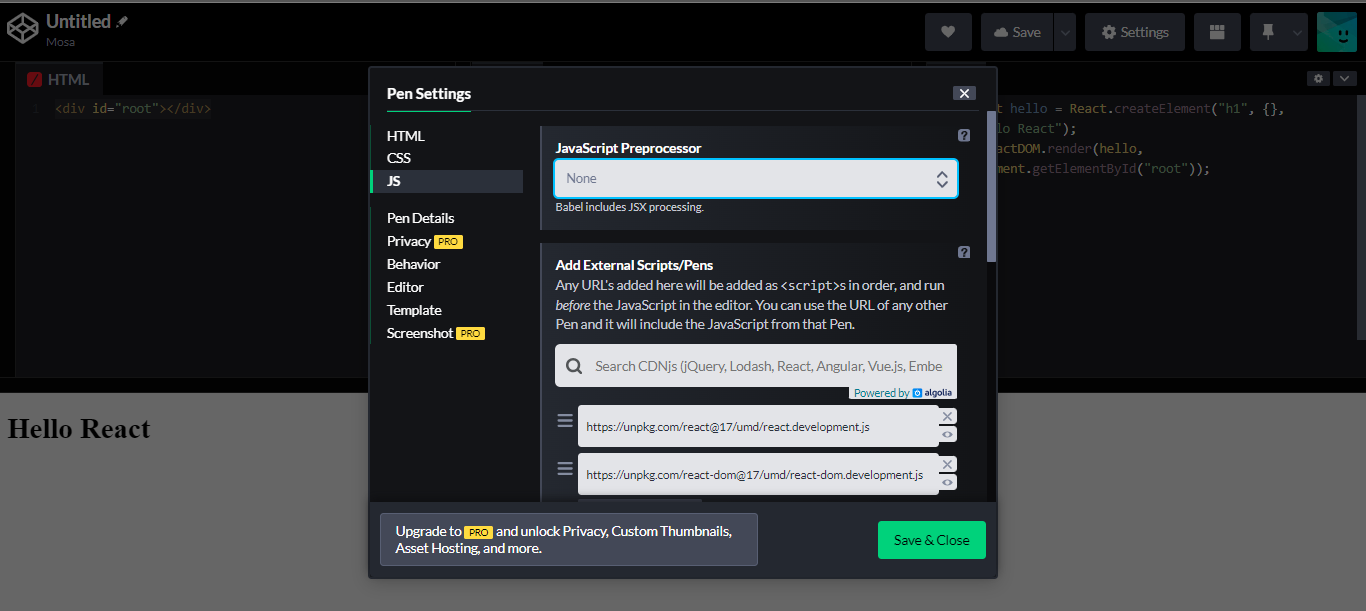 Untitled
Mosa
Save
Settings
HTML
1 <div id="root"></div>
t hello = React.createElement("h1", {},
lo React");
actDOM.render(hello,
ment.getElementById("root"));
Pen Settings
HTML
CSS
JS
Pen Details
Privacy PRO
Behavior
Editor
Template
Screenshot PRO
JavaScript Preprocessor
None
Babel includes JSX processing.
Add External Scripts/Pens
Any URL's added here will be added as <script>s in order, and run
before the JavaScript in the editor. You can use the URL of any other
Pen and it will include the JavaScript from that Pen.
Search CDNjs (jQuery, Lodash, React, Angular, Vue.js, Embe
Powered by algolia
https://unpkg.com/react@17/umd/react.development.js
https://unpkg.com/react-dom@17/umd/react-dom.development.js
Upgrade to PRO and unlock Privacy, Custom Thumbnails,
Asset Hosting, and more.
Save & Close
Hello React